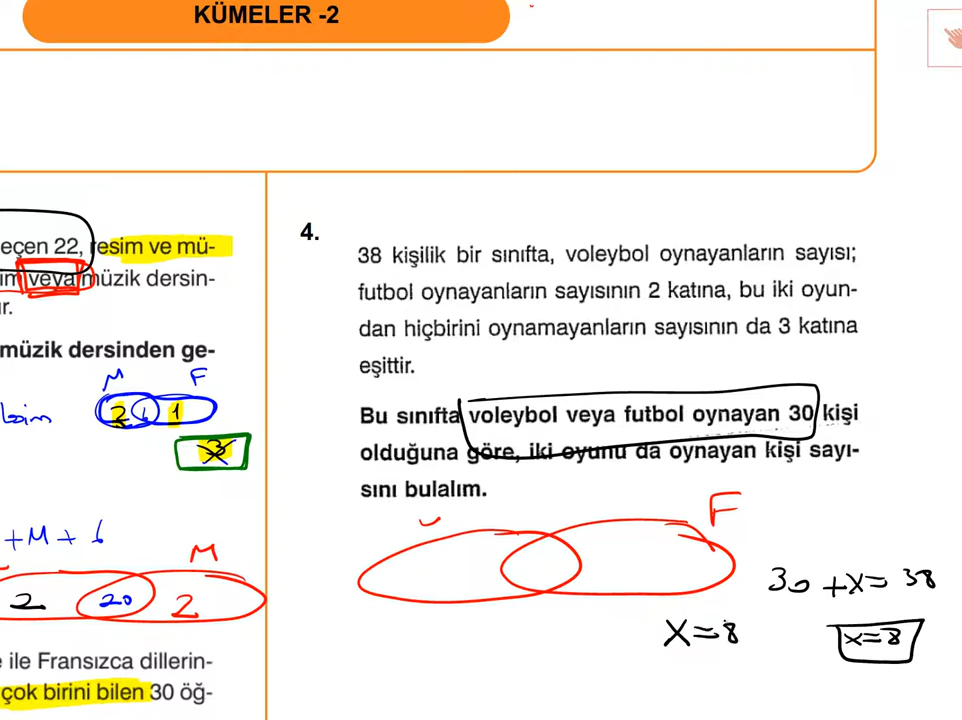 KÜMELER -2
eçen 22, resim ve mü-
im veya müzik dersin-
ır.
müzik dersinden ge-
M F
2 6 1
3
+M + 6
M
2 20 2
e ile Fransızca dillerin-
çok birini bilen 30 öğ-
4.
38 kişilik bir sınıfta, voleybol oynayanların sayısı;
futbol oynayanların sayısının 2 katına, bu iki oyun-
dan hiçbirini oynamayanların sayısının da 3 katına
eşittir.
Bu sınıfta voleybol veya futbol oynayan 30 kişi
olduğuna göre, iki oyunu da oynayan kişi sayı-
sını bulalım.
F
30 +x= 38
X=8
x=8